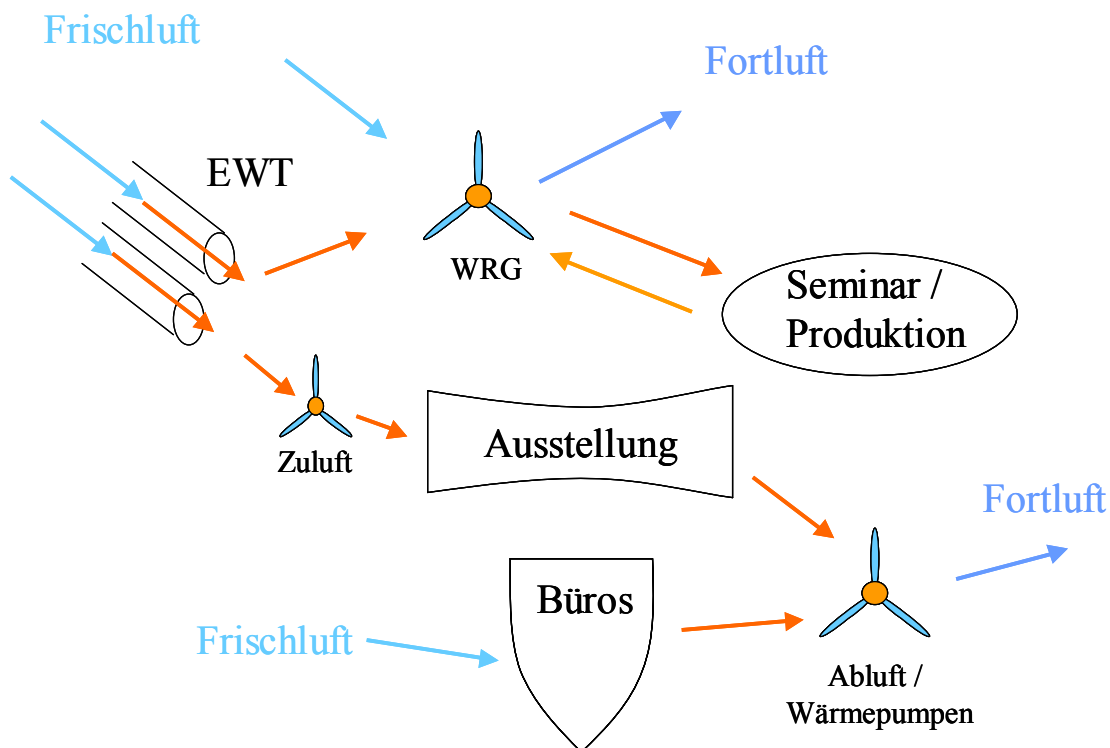 Frischluft
Fortluft
EWT
WRG
Seminar /
Produktion
Zuluft
Ausstellung
Fortluft
Büros
Frischluft
Abluft /
Wärmepumpen